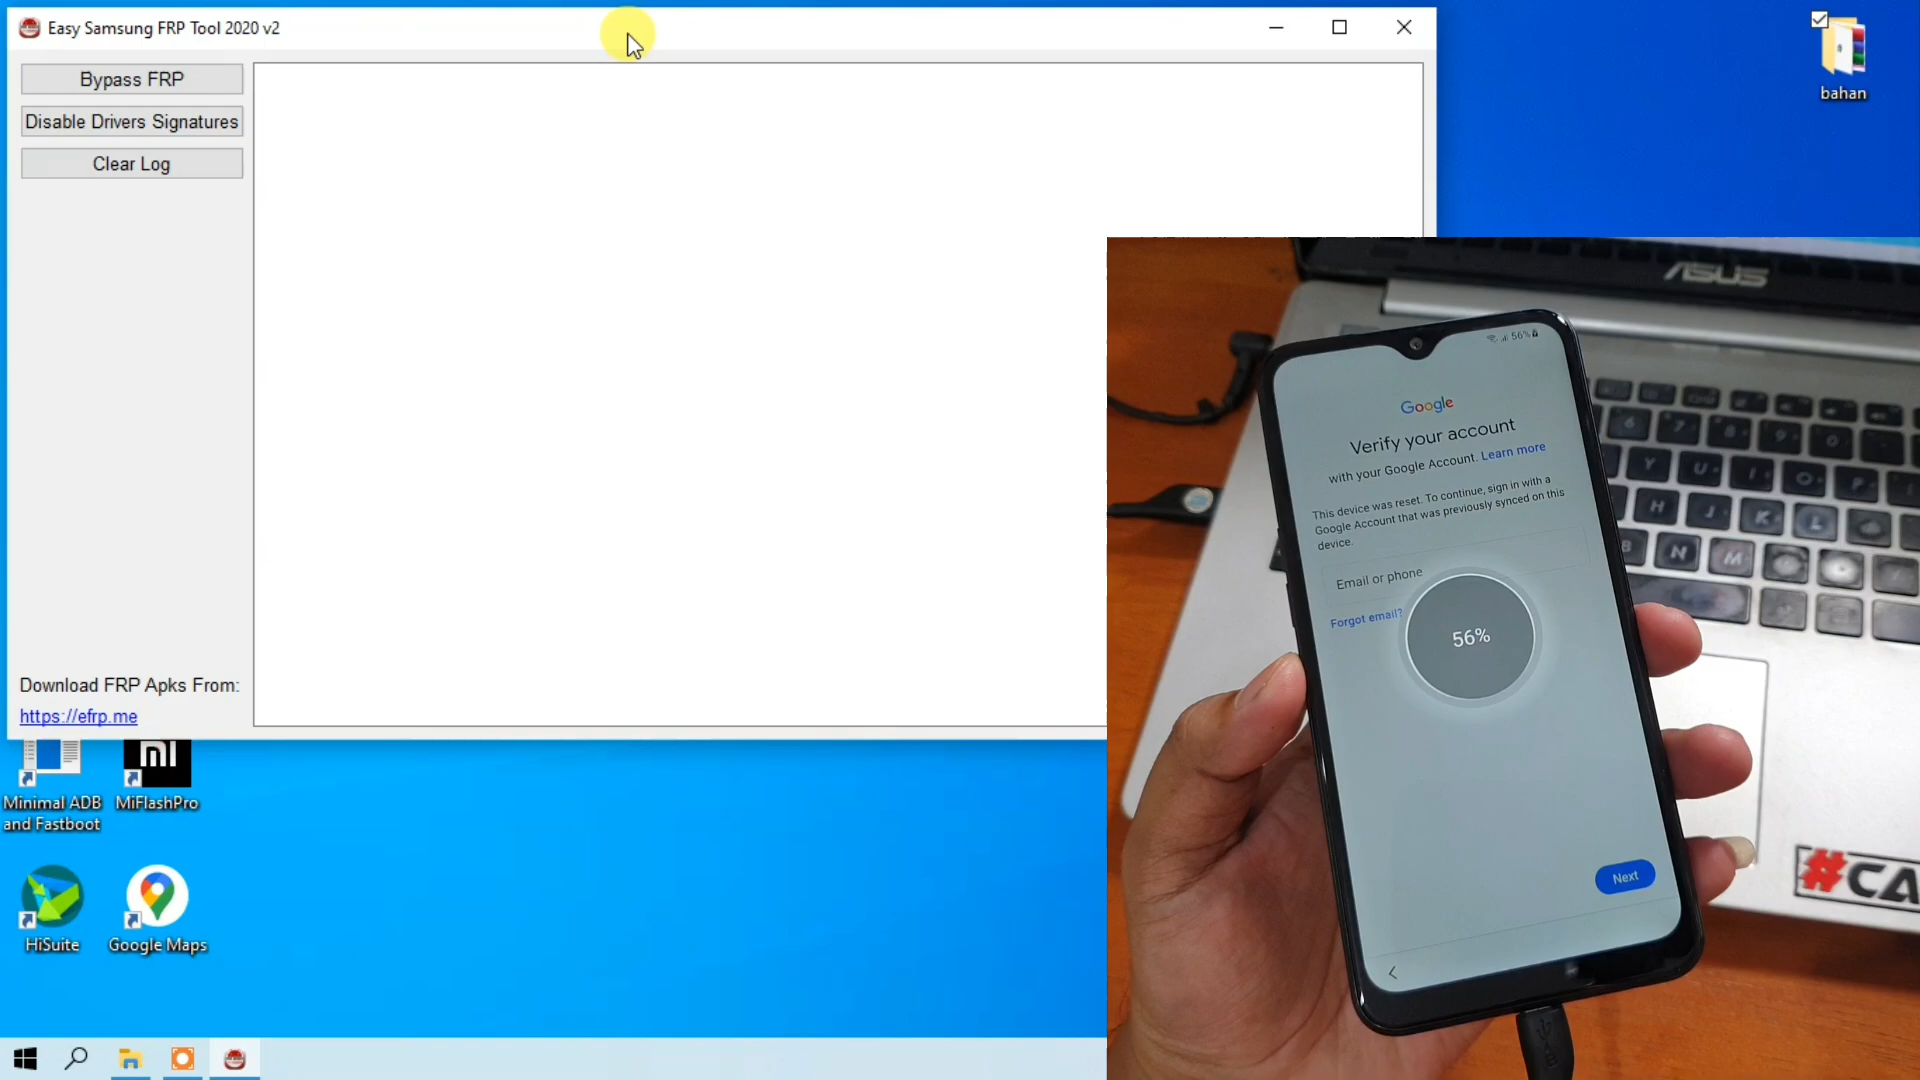 Easy Samsung FRP Tool 2020 v2
Bypass FRP
Disable Drivers Signatures
Clear Log
Download FRP Apks From:
https://efrp.me
bahan
Minimal ADB
and Fastboot
MiFlashPro
HiSuite
Google Maps
ASUS
56%
Google
Verify your account
with your Google Account. Learn more
This device was reset. To continue, sign in with a
Google Account that was previously synced on this
device.
Email or phone
Forgot email?
56%
Next
#CA